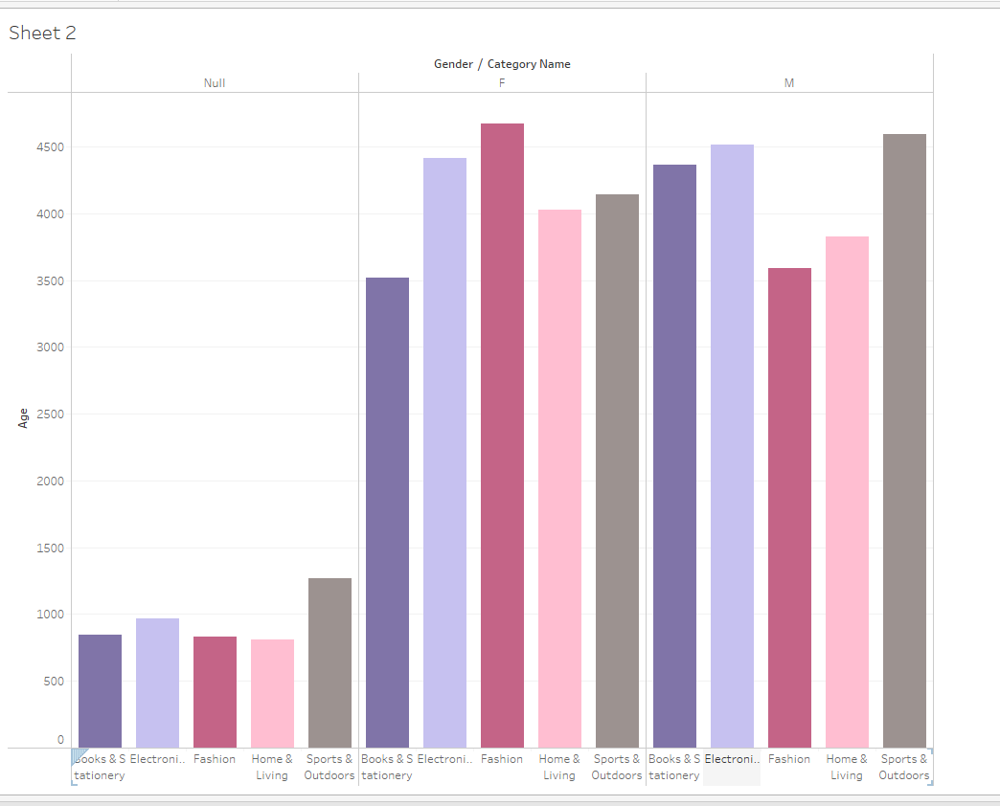 Sheet 2
Gender / Category Name
Null F M
4500
4000
3500
3000
2500
2000
1500
1000
500
0
Age
Books & S Electroni.. Fashion Home & Sports & Books & S Electroni.. Fashion Home & Sports & Books & S Electroni.. Fashion Home & Sports &
tationery Living Outdoors tationery Living Outdoors tationery Living Outdoors